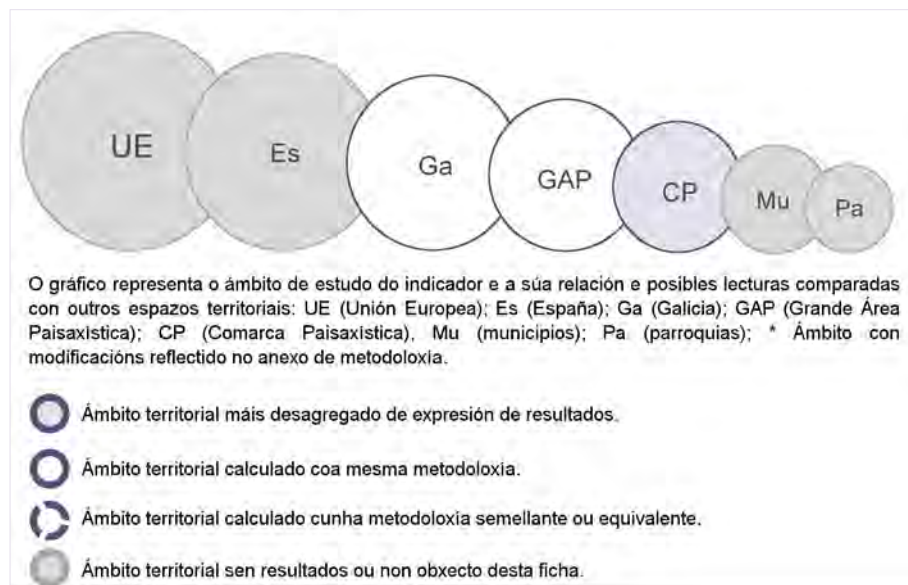 UE
Es
Ga
GAP
CP
Mu
Pa
O gráfico representa o ámbito de estudo do indicador e a súa relación e posibles lecturas comparadas
con outros espazos territoriais: UE (Unión Europea); Es (España); Ga (Galicia); GAP (Grande Área
Paisaxística); CP (Comarca Paisaxística), Mu (municipios); Pa (parroquias); * Ámbito con
modificacións reflectido no anexo de metodoloxía.
Ámbito territorial máis desagregado de expresión de resultados.
Ámbito territorial calculado coa mesma metodoloxía.
Ámbito territorial calculado cunha metodoloxía semellante ou equivalente.
Ámbito territorial sen resultados ou non obxecto desta ficha.